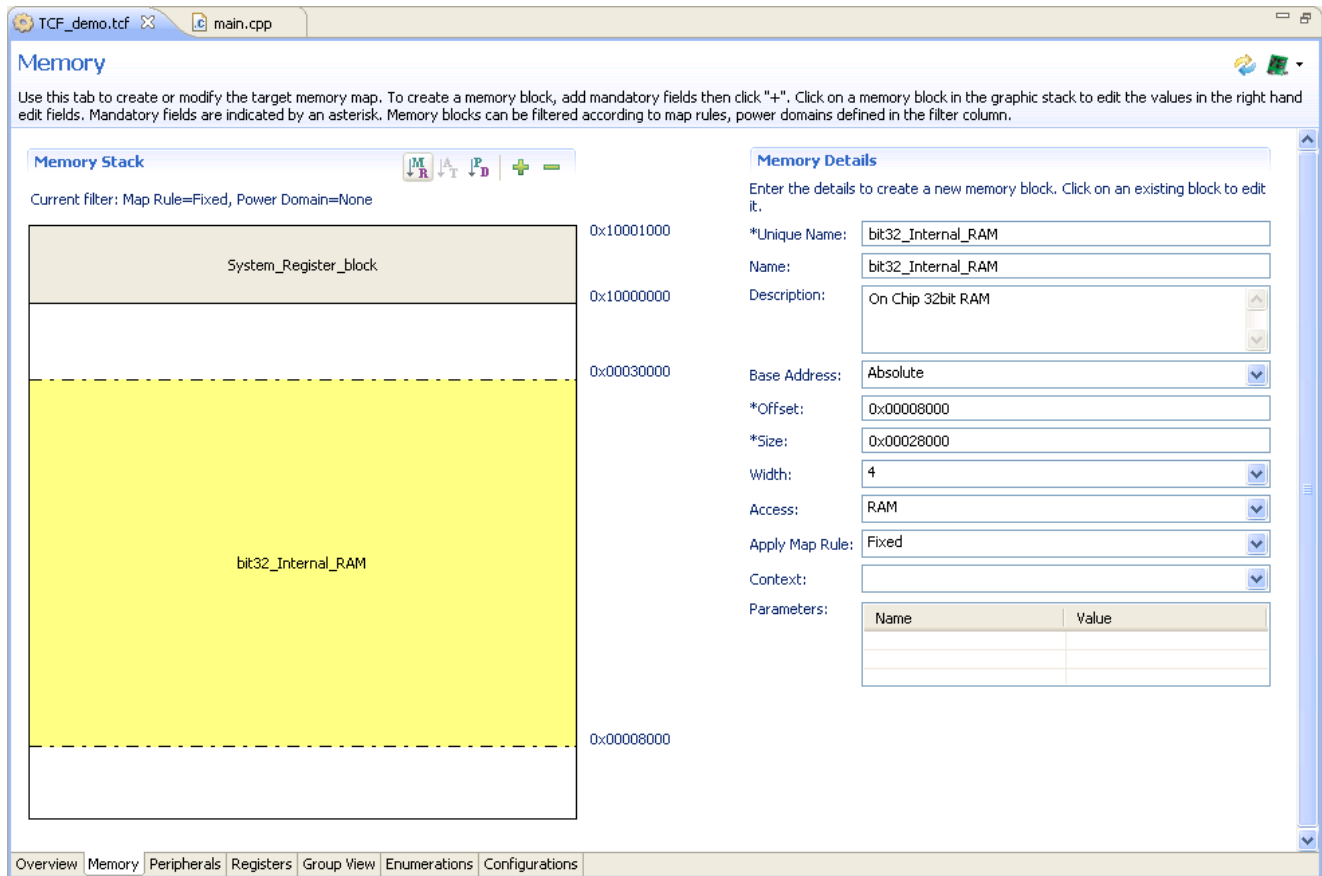 TCF_demo.tcf
main.cpp
Memory
Use this tab to create or modify the target memory map. To create a memory block, add mandatory fields then click "+". Click on a memory block in the graphic stack to edit the values in the right hand
edit fields. Mandatory fields are indicated by an asterisk. Memory blocks can be filtered according to map rules, power domains defined in the filter column.
Memory Stack
M R A T P D
Current filter: Map Rule=Fixed, Power Domain=None
0x10001000
System_Register_block
0x10000000
0x00030000
bit32_Internal_RAM
0x00008000
Memory Details
Enter the details to create a new memory block. Click on an existing block to edit
it.
*Unique Name: bit32_Internal_RAM
Name: bit32_Internal_RAM
Description: On Chip 32bit RAM
Base Address: Absolute
*Offset: 0x00008000
*Size: 0x00028000
Width: 4
Access: RAM
Apply Map Rule: Fixed
Context:
Parameters:
Name Value
Overview Memory Peripherals Registers Group View Enumerations Configurations